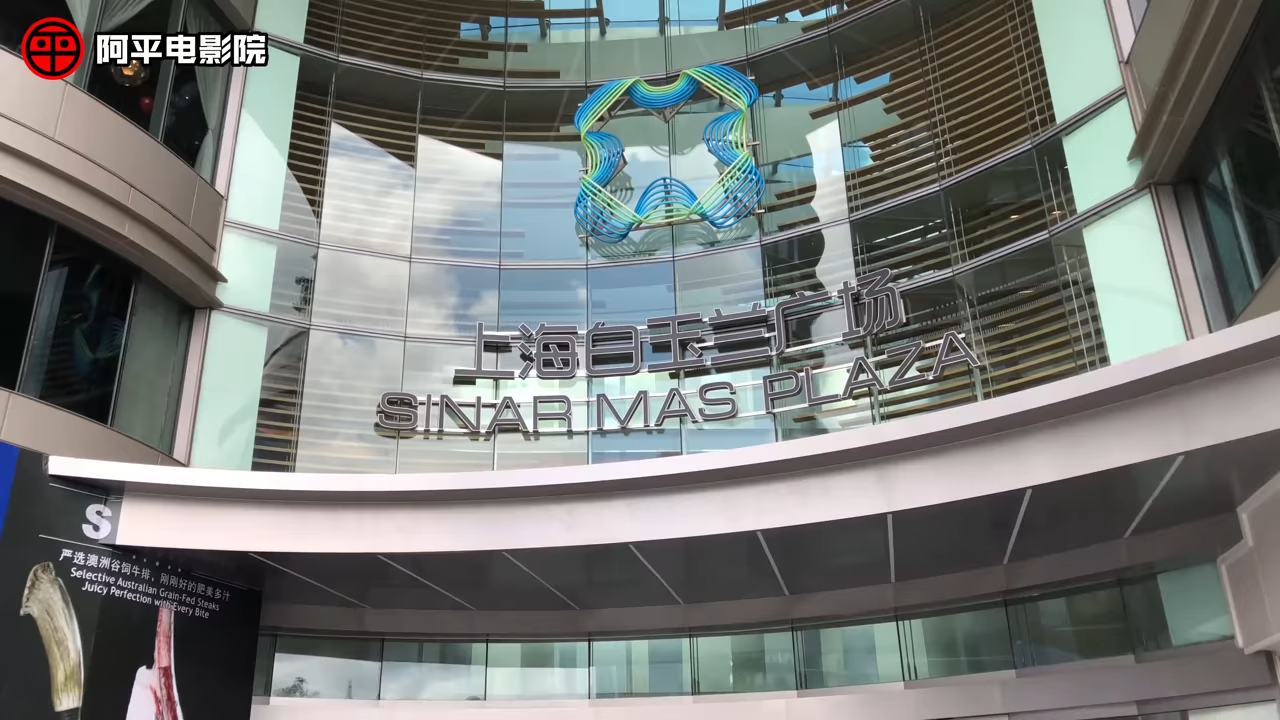 平 阿平电影院
上海白玉兰广场
SINAR MAS PLAZA
S
严选澳洲谷饲牛排，刚刚好的肥美多汁
Selective Australian Grain-Fed Steaks
Juicy Perfection with Every Bite